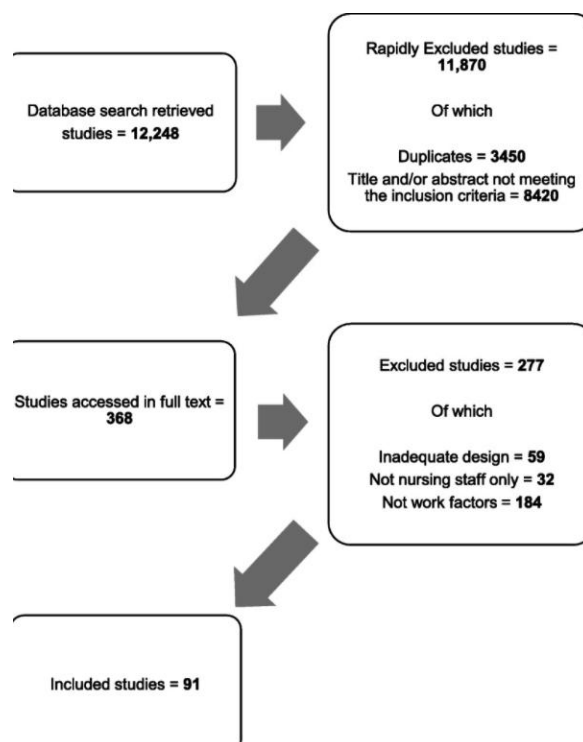 Database search retrieved
studies = 12,248
Rapidly Excluded studies =
11,870
Of which
Duplicates = 3450
Title and/or abstract not meeting
the inclusion criteria = 8420
Studies accessed in full text =
368
Excluded studies = 277
Of which
Inadequate design = 59
Not nursing staff only = 32
Not work factors = 184
Included studies = 91